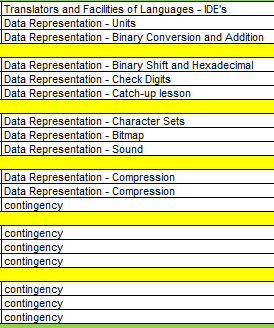 Translators and Facilities of Languages - IDE's
Data Representation - Units
Data Representation - Binary Conversion and Addition
Data Representation - Binary Shift and Hexadecimal
Data Representation - Check Digits
Data Representation - Catch-up lesson
Data Representation - Character Sets
Data Representation - Bitmap
Data Representation - Sound
Data Representation - Compression
Data Representation - Compression
contingency
contingency
contingency
contingency
contingency
contingency
contingency